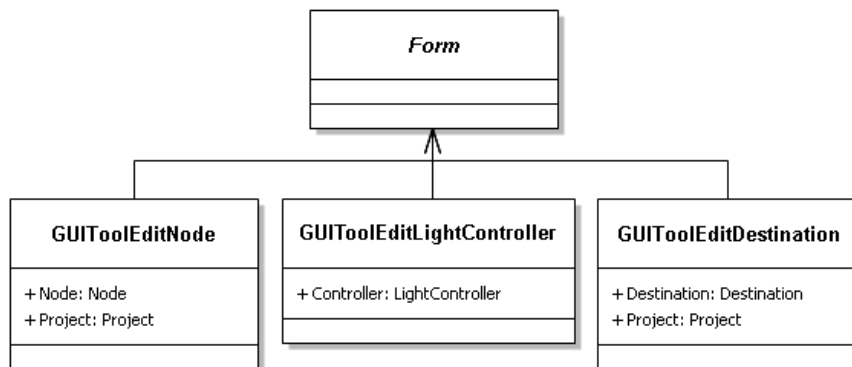 Form
GUIToolEditNode
+ Node: Node
+ Project: Project
GUIToolEditLightController
+ Controller: LightController
GUIToolEditDestination
+ Destination: Destination
+ Project: Project